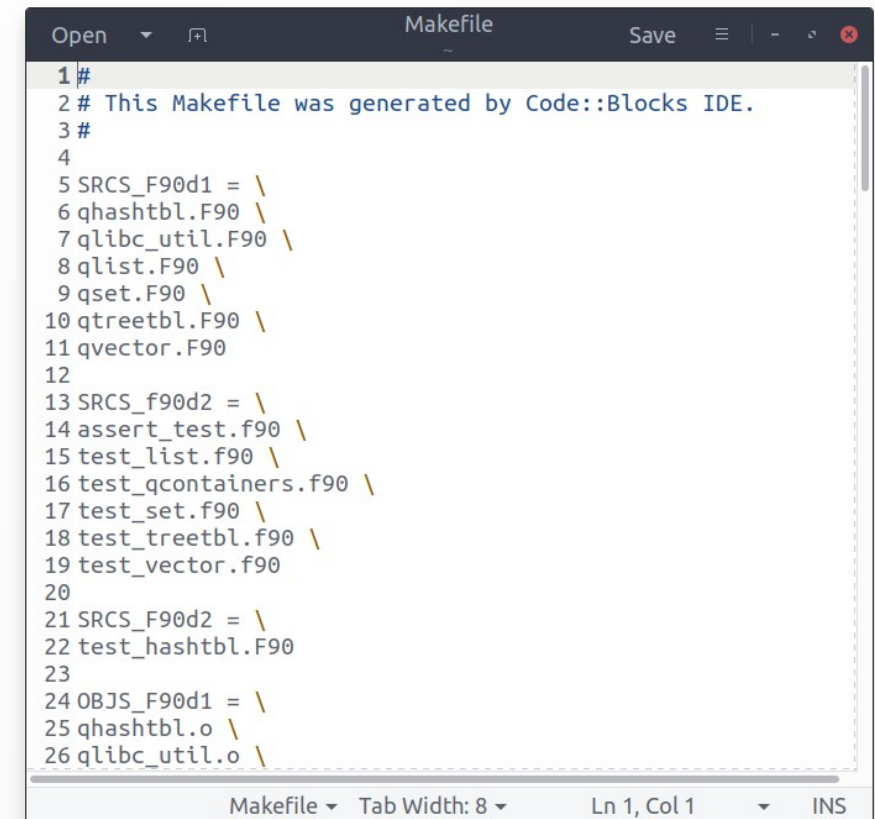 Open Makefile Save
~
1 #
2 # This Makefile was generated by Code::Blocks IDE.
3 #
4
5 SRCS_F90d1 = \
6 qhashtbl.F90 \
7 qlibc_util.F90 \
8 qlist.F90 \
9 qset.F90 \
10 qtreetbl.F90 \
11 qvector.F90
12
13 SRCS_f90d2 = \
14 assert_test.f90 \
15 test_list.f90 \
16 test_qcontainers.f90 \
17 test_set.f90 \
18 test_treetbl.f90 \
19 test_vector.f90
20
21 SRCS_F90d2 = \
22 test_hashtbl.F90
23
24 OBJS_F90d1 = \
25 qhashtbl.o \
26 qlibc_util.o \
Makefile Tab Width: 8 Ln 1, Col 1 INS